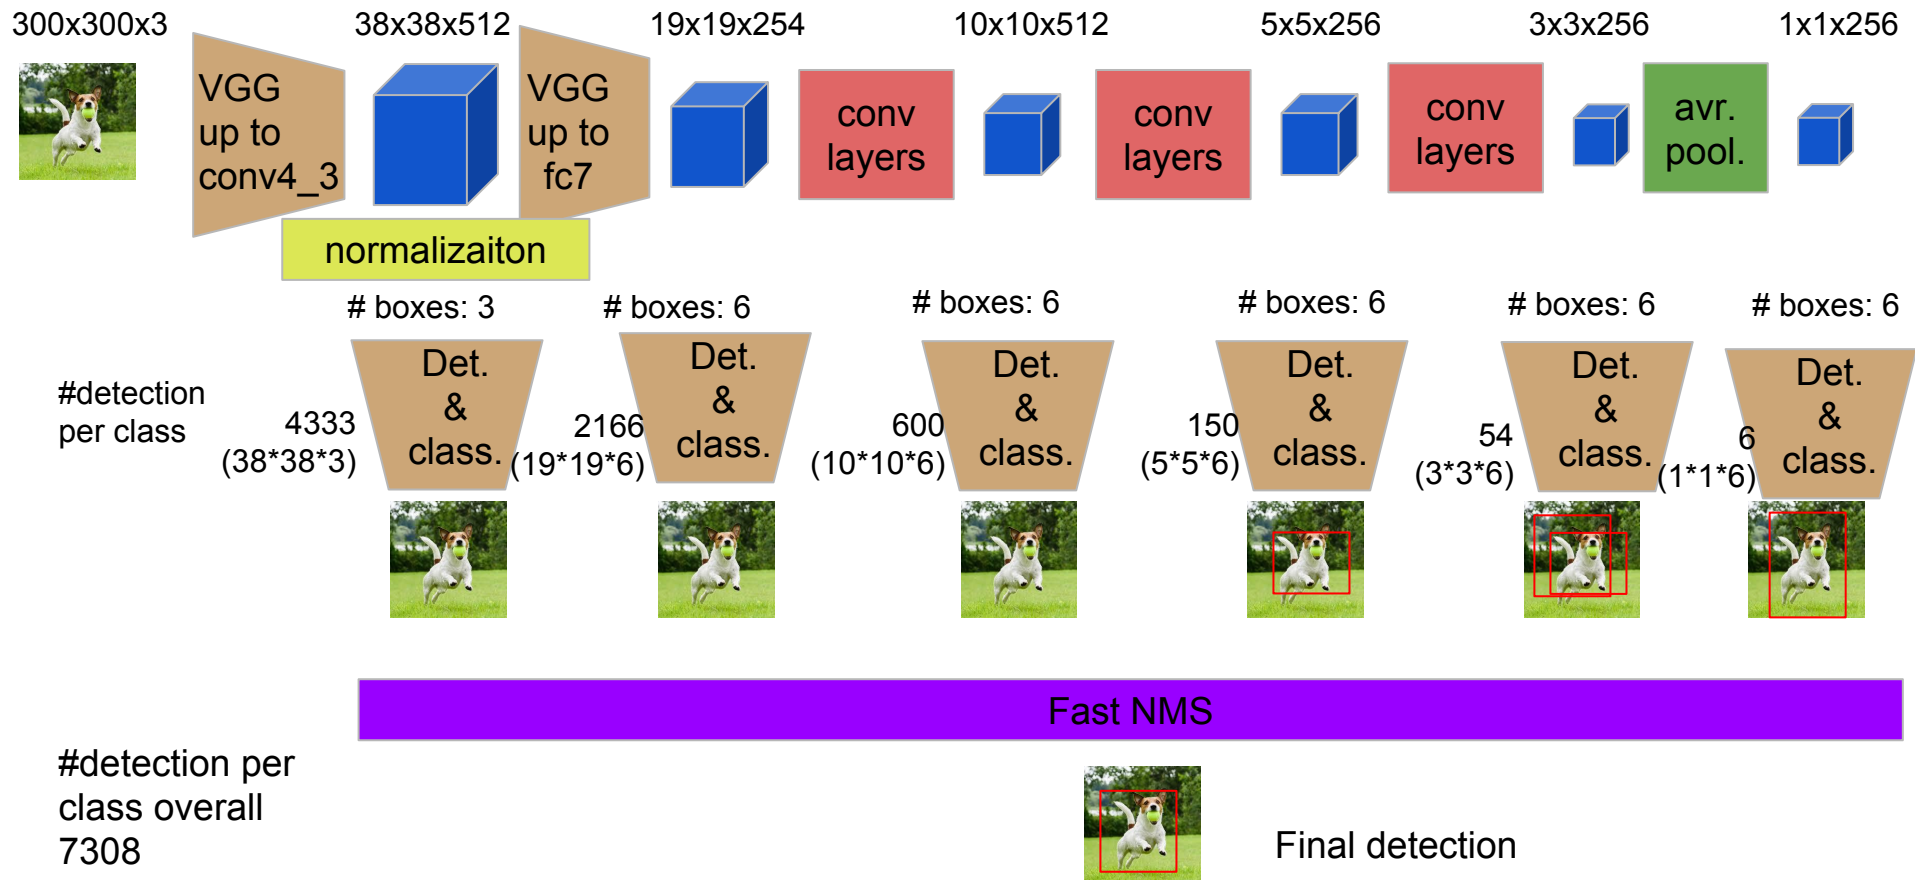 300x300x3
38x38x512
19x19x254
10x10x512
5x5x256
3x3x256
1x1x256
VGG
up to
conv4_3
VGG
up to
fc7
conv
layers
conv
layers
conv
layers
avr.
pool.
normalizaiton
# boxes: 3
# boxes: 6
# boxes: 6
# boxes: 6
# boxes: 6
# boxes: 6
#detection
per class
4333
(38*38*3)
Det.
&
class.
2166
(19*19*6)
Det.
&
class.
600
(10*10*6)
Det.
&
class.
150
(5*5*6)
Det.
&
class.
54
(3*3*6)
Det.
&
class.
6
(1*1*6)
Det.
&
class.
Fast NMS
#detection per
class overall
7308
Final detection